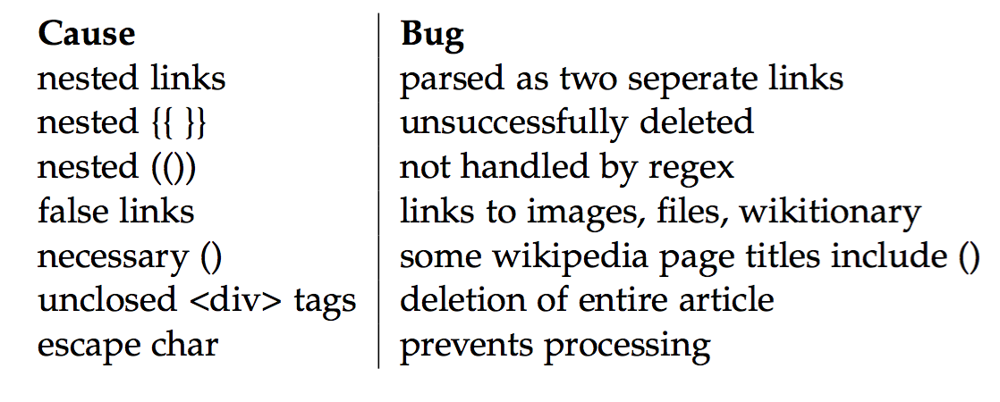 Cause Bug
nested links parsed as two seperate links
nested {{ }} unsuccessfully deleted
nested (()) not handled by regex
false links links to images, files, wikitionary
necessary () some wikipedia page titles include ()
unclosed <div> tags deletion of entire article
escape char prevents processing